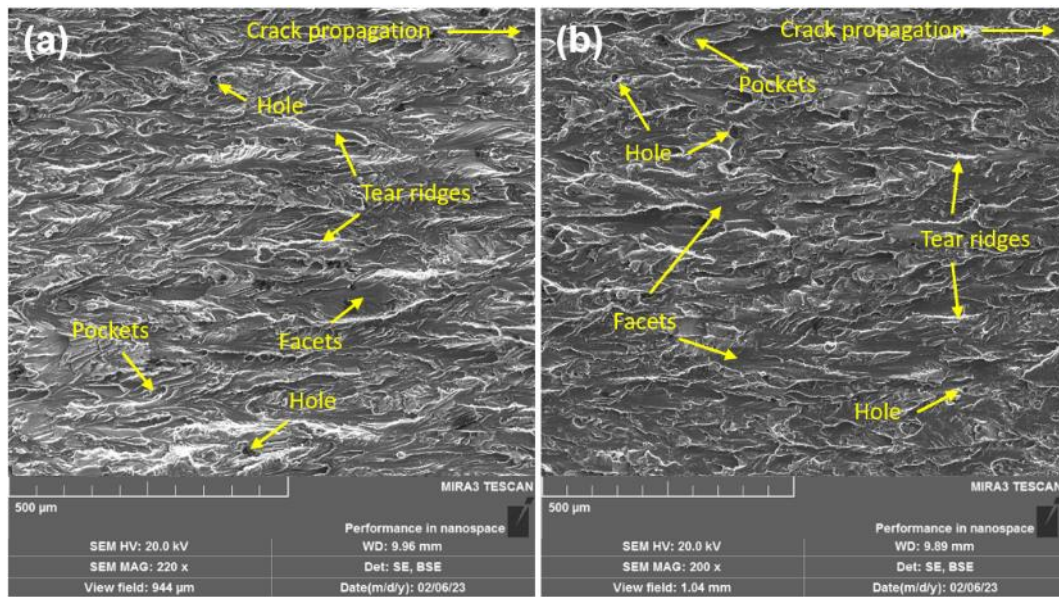 (a)
Crack propagation
Hole
Tear ridges
Facets
Pockets
Hole
500 µm
MIRA3 TESCAN
Performance in nanospace
SEM HV: 20.0 kV
WD: 9.96 mm
SEM MAG: 220 x
Det: SE, BSE
View field: 944 µm
Date(m/d/y): 02/06/23
(b)
Crack propagation
Pockets
Hole
Tear ridges
Facets
Hole
500 µm
MIRA3 TESCAN
Performance in nanospace
SEM HV: 20.0 kV
WD: 9.89 mm
SEM MAG: 200 x
Det: SE, BSE
View field: 1.04 mm
Date(m/d/y): 02/06/23